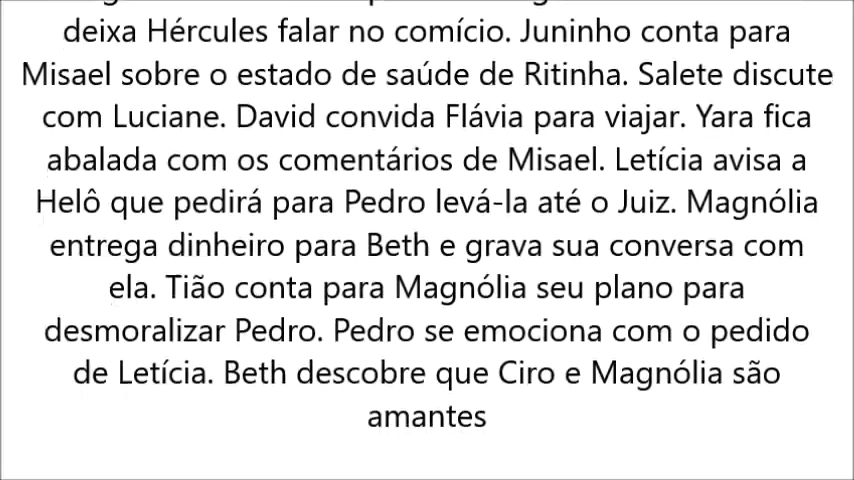 deixa Hércules falar no comício. Juninho conta para
Misael sobre o estado de saúde de Ritinha. Salete discute
com Luciane. David convida Flávia para viajar. Yara fica
abalada com os comentários de Misael. Letícia avisa a
Helô que pedirá para Pedro levá-la até o Juiz. Magnólia
entrega dinheiro para Beth e grava sua conversa com
ela. Tião conta para Magnólia seu plano para
desmoralizar Pedro. Pedro se emociona com o pedido
de Letícia. Beth descobre que Ciro e Magnólia são
amantes